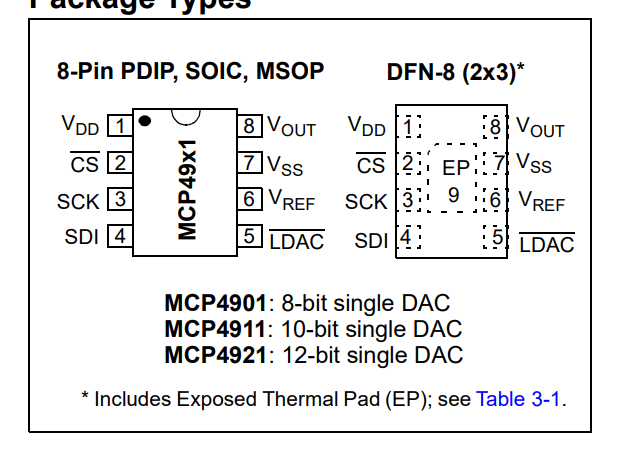 Package Types
8-Pin PDIP, SOIC, MSOP
VDD 1
CS 2
SCK 3
SDI 4
MCP49x1
8 VOUT
7 VSS
6 VREF
5 LDAC
DFN-8 (2x3)*
VDD 1
CS 2
SCK 3
SDI 4
EP
9
8 VOUT
7 VSS
6 VREF
5 LDAC
MCP4901: 8-bit single DAC
MCP4911: 10-bit single DAC
MCP4921: 12-bit single DAC
* Includes Exposed Thermal Pad (EP); see Table 3-1.